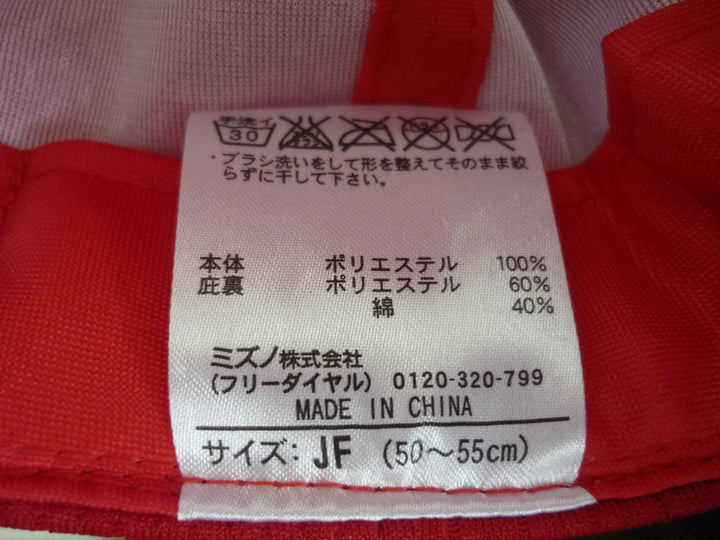 手洗イ
30
・ブラシ洗いをして形を整えてそのまま絞
らずに干して下さい。
本体 ポリエステル 100%
庇裏 ポリエステル 60%
綿 40%
ミズノ株式会社
(フリーダイヤル) 0120-320-799
MADE IN CHINA
サイズ: JF (50～55cm)